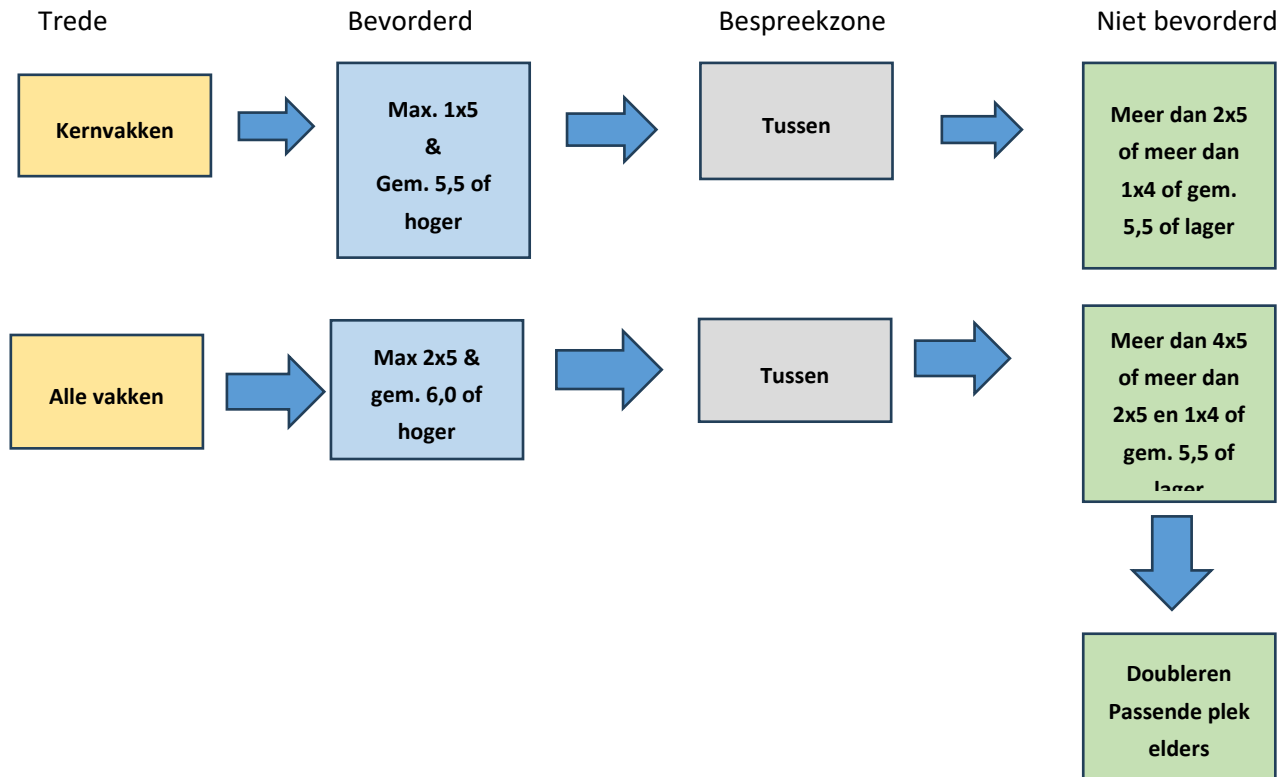 Trede Bevorderd Bespreekzone Niet bevorderd
Kernvakken
Max. 1x5
&
Gem. 5,5 of
hoger
Tussen
Meer dan 2x5
of meer dan
1x4 of gem.
5,5 of lager
Alle vakken
Max 2x5 &
gem. 6,0 of
hoger
Tussen
Meer dan 4x5
of meer dan
2x5 en 1x4 of
gem. 5,5 of
lager
Doubleren
Passende plek
elders